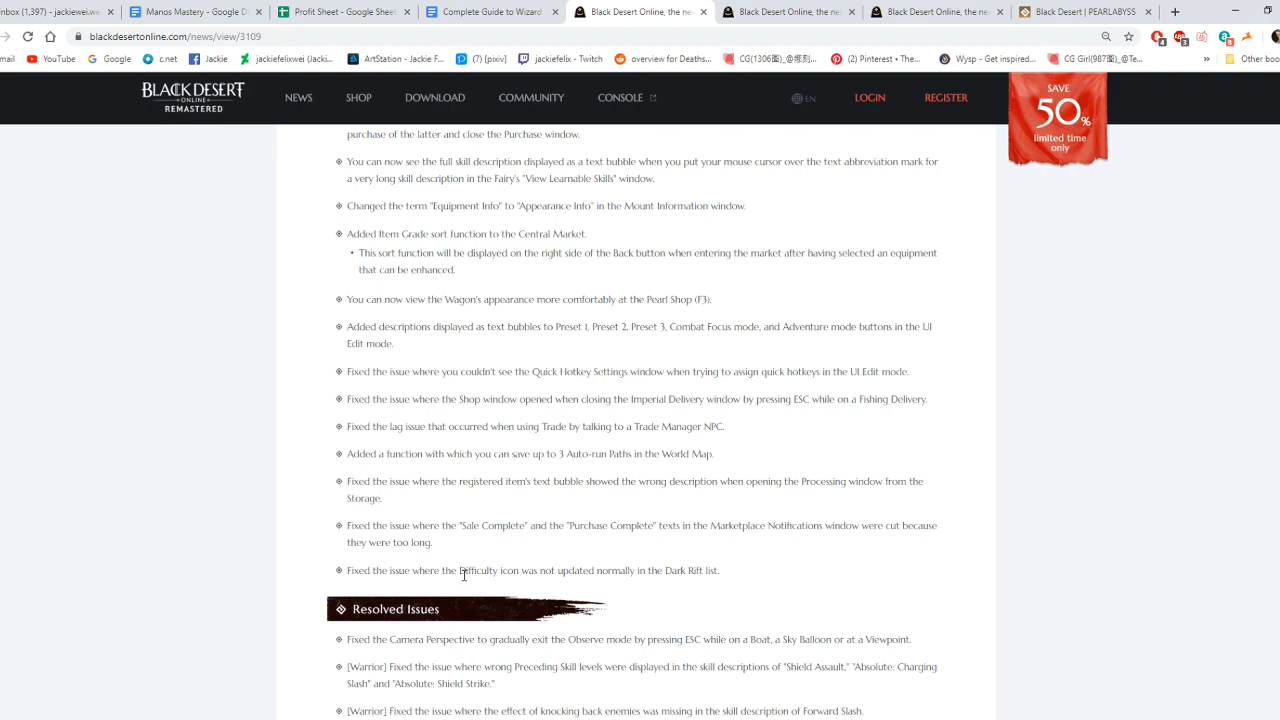 Inbox (1,397) - jackieweiwe
Manos Mastery - Google D
Profit Sheet - Google Sheet
Complete Guide to Wizard
Black Desert Online, the ne
Black Desert Online, the ne
Black Desert Online, the ne
Black Desert | PEARLABYSS
blackdesertonline.com/news/view/3109
mail
YouTube
Google
c.net
Jackie
jackiefelixwei (Jacki...
ArtStation - Jackie F...
(7) [pixiv]
jackiefelix - Twitch
overview for Deaths...
Pinterest • The
Wysp - Get inspired...
CG Girl(987图)_@Te...
»
Other boo
BLACK DESERT
ONLINE
REMASTERED
NEWS
SHOP
DOWNLOAD
COMMUNITY
CONSOLE
EN
LOGIN
REGISTER
SAVE
50%
limited time
only
purchase of the latter and close the Purchase window.
You can now see the full skill description displayed as a text bubble when you put your mouse cursor over the text abbreviation mark for
a very long skill description in the Fairy's "View Learnable Skills" window.
Changed the term "Equipment Info" to "Appearance Info" in the Mount Information window.
Added Item Grade sort function to the Central Market.
• This sort function will be displayed on the right side of the Back button when entering the market after having selected an equipment
that can be enhanced.
You can now view the Wagon's appearance more comfortably at the Pearl Shop (F3).
Added descriptions displayed as text bubbles to Preset 1, Preset 2, Preset 3, Combat Focus mode, and Adventure mode buttons in the UI
Edit mode.
Fixed the issue where you couldn't see the Quick Hotkey Settings window when trying to assign quick hotkeys in the UI Edit mode.
Fixed the issue where the Shop window opened when closing the Imperial Delivery window by pressing ESC while on a Fishing Delivery.
Fixed the lag issue that occurred when using Trade by talking to a Trade Manager NPC.
Added a function with which you can save up to 3 Auto-run Paths in the World Map.
Fixed the issue where the registered item's text bubble showed the wrong description when opening the Processing window from the
Storage.
Fixed the issue where the "Sale Complete" and the "Purchase Complete" texts in the Marketplace Notifications window were cut because
they were too long.
Fixed the issue where the Difficulty icon was not updated normally in the Dark Rift list.
Resolved Issues
Fixed the Camera Perspective to gradually exit the Observe mode by pressing ESC while on a Boat, a Sky Balloon or at a Viewpoint.
[Warrior] Fixed the issue where wrong Preceding Skill levels were displayed in the skill descriptions of "Shield Assault," "Absolute: Charging
Slash" and "Absolute: Shield Strike."
[Warrior] Fixed the issue where the effect of knocking back enemies was missing in the skill description of Forward Slash.